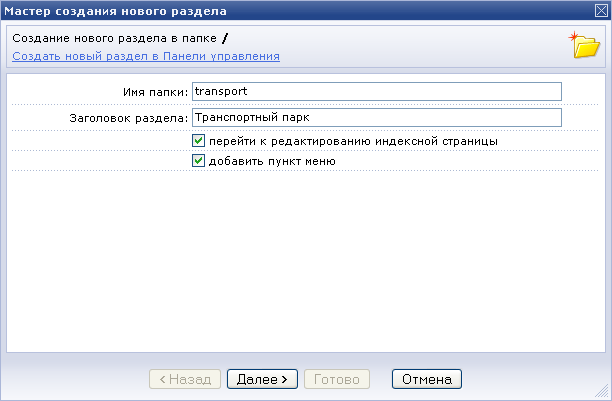 Мастер создания нового раздела
Создание нового раздела в папке /
Создать новый раздел в Панели управления
Имя папки: transport
Заголовок раздела: Транспортный парк
перейти к редактированию индексной страницы
добавить пункт меню
< Назад Далее > Готово Отмена